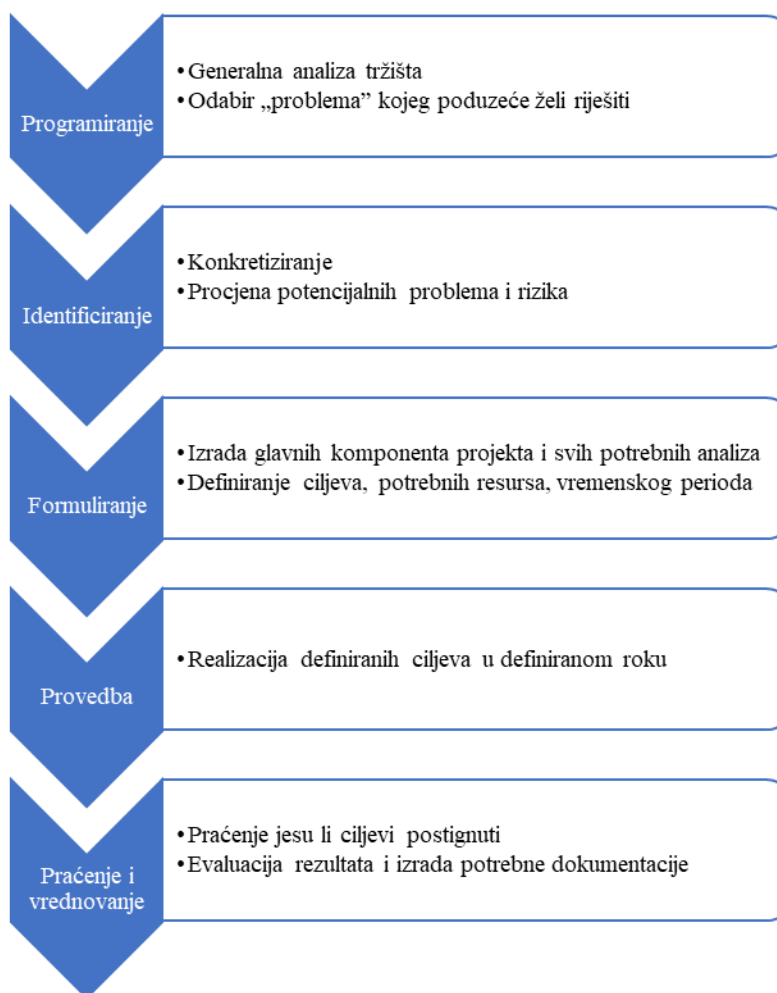 Programiranje
• Generalna analiza tržišta
• Odabir „problema” kojeg poduzeće želi riješiti
Identificiranje
• Konkretiziranje
• Procjena potencijalnih problema i rizika
Formuliranje
• Izrada glavnih komponenta projekta i svih potrebnih analiza
• Definiranje ciljeva, potrebnih resursa, vremenskog perioda
Provedba
• Realizacija definiranih ciljeva u definiranom roku
Praćenje i
vrednovanje
• Praćenje jesu li ciljevi postignuti
• Evaluacija rezultata i izrada potrebne dokumentacije